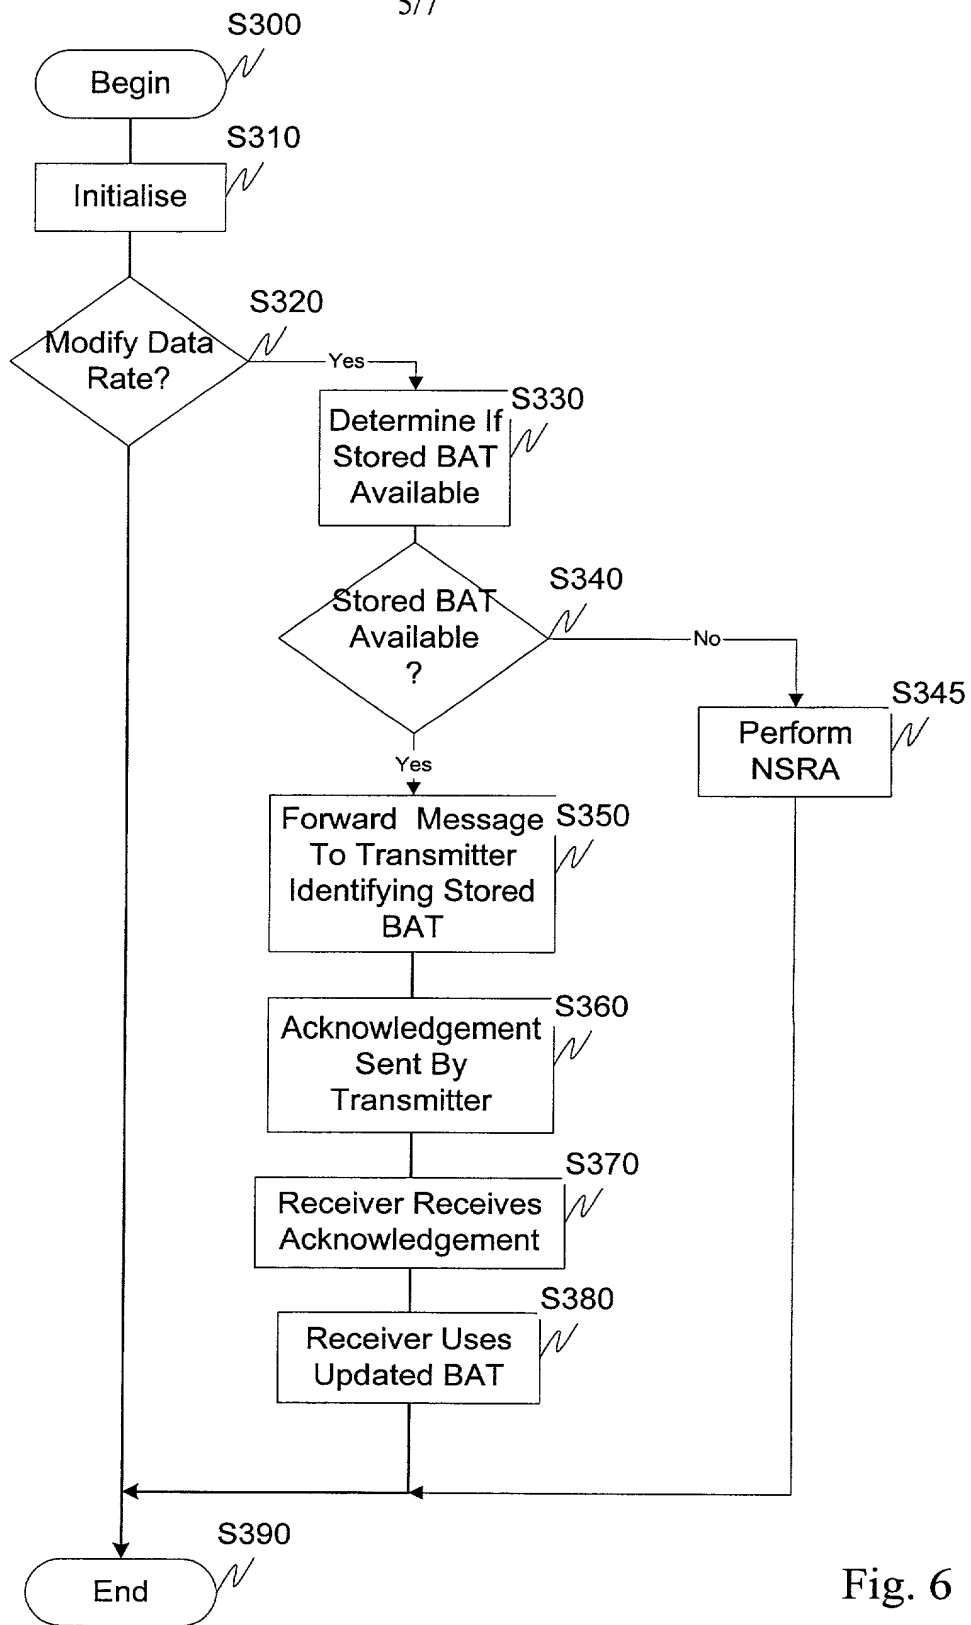 5/7
S300
Begin
S310
Initialise
S320
Modify Data
Rate?
Yes
S330
Determine If
Stored BAT
Available
S340
Stored BAT
Available
?
No
S345
Perform
NSRA
Yes
S350
Forward Message
To Transmitter
Identifying Stored
BAT
S360
Acknowledgement
Sent By
Transmitter
S370
Receiver Receives
Acknowledgement
S380
Receiver Uses
Updated BAT
S390
End
Fig. 6